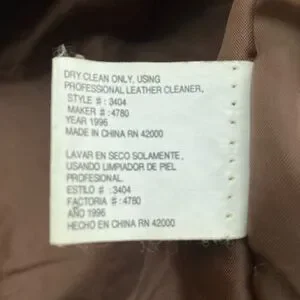 DRY CLEAN ONLY, USING
PROFESSIONAL LEATHER CLEANER.
STYLE # : 3404
MAKER # : 4780
YEAR 1996
MADE IN CHINA RN 42000
LAVAR EN SECO SOLAMENTE,
USANDO LIMPIADOR DE PIEL
PROFESIONAL.
ESTILO # : 3404
FACTORIA # : 4780
AÑO 1996
HECHO EN CHINA RN 42000